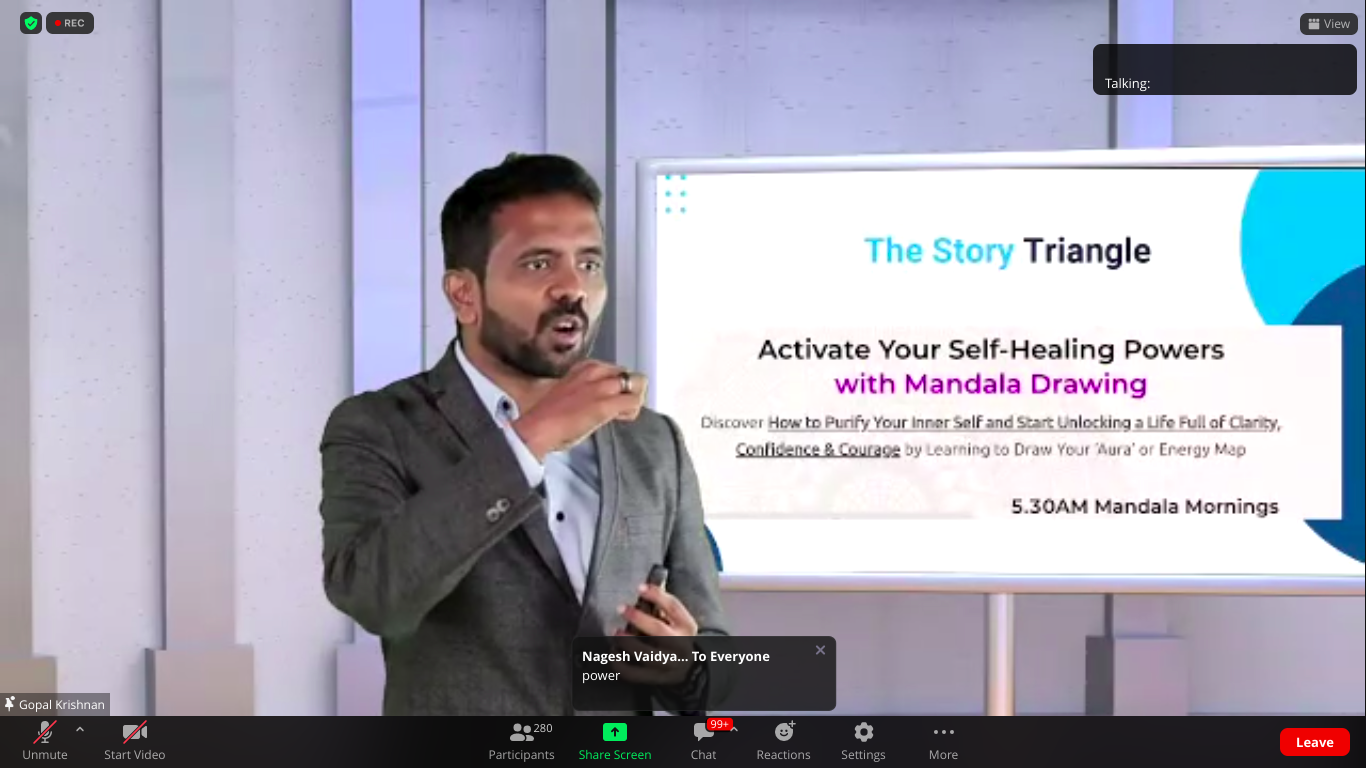 REC
View
Talking:
The Story Triangle
Activate Your Self-Healing Powers
with Mandala Drawing
Discover How to Purify Your Inner Self and Start Unlocking a Life Full of Clarity,
Confidence & Courage by Learning to Draw Your 'Aura' or Energy Map
5.30AM Mandala Mornings
Nagesh Vaidya... To Everyone
power
Gopal Krishnan
Unmute
Start Video
280
Participants
Share Screen
99+
Chat
Reactions
Settings
More
Leave